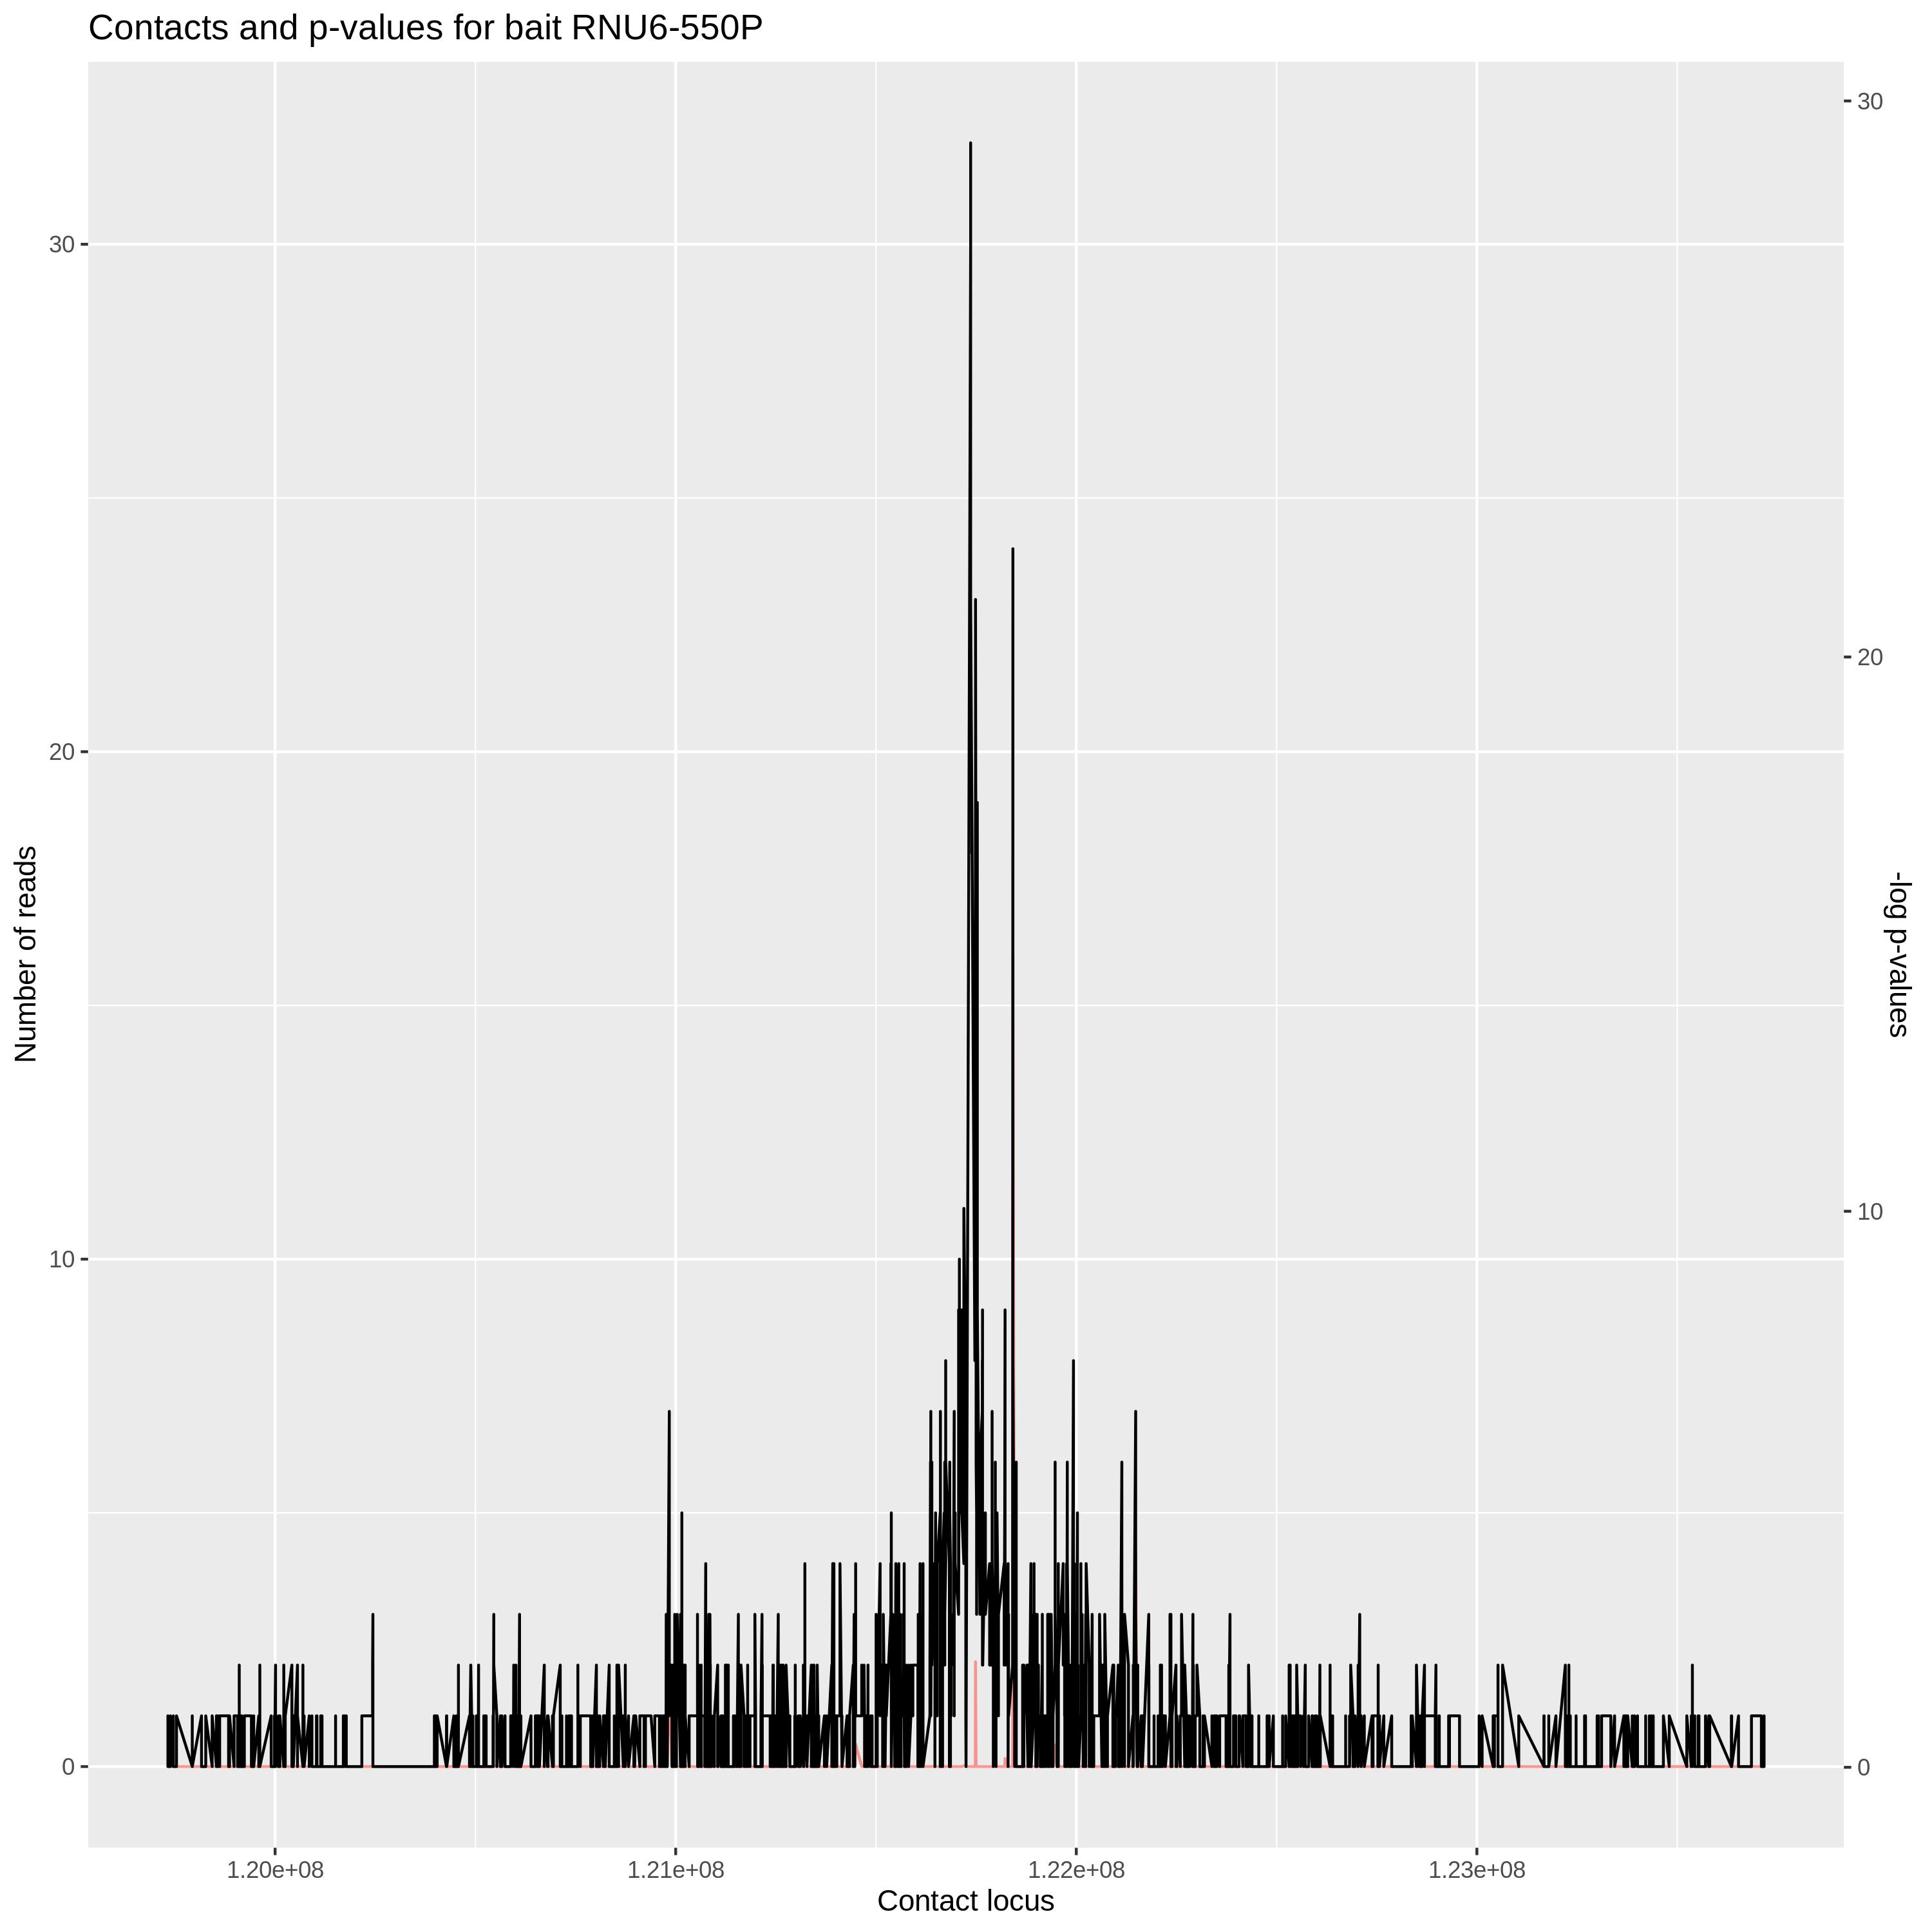 Contacts and p-values for bait RNU6-550P
30
20
10
0
Number of reads
30
20
10
0
-log p-values
1.20e+08
1.21e+08
1.22e+08
1.23e+08
Contact locus